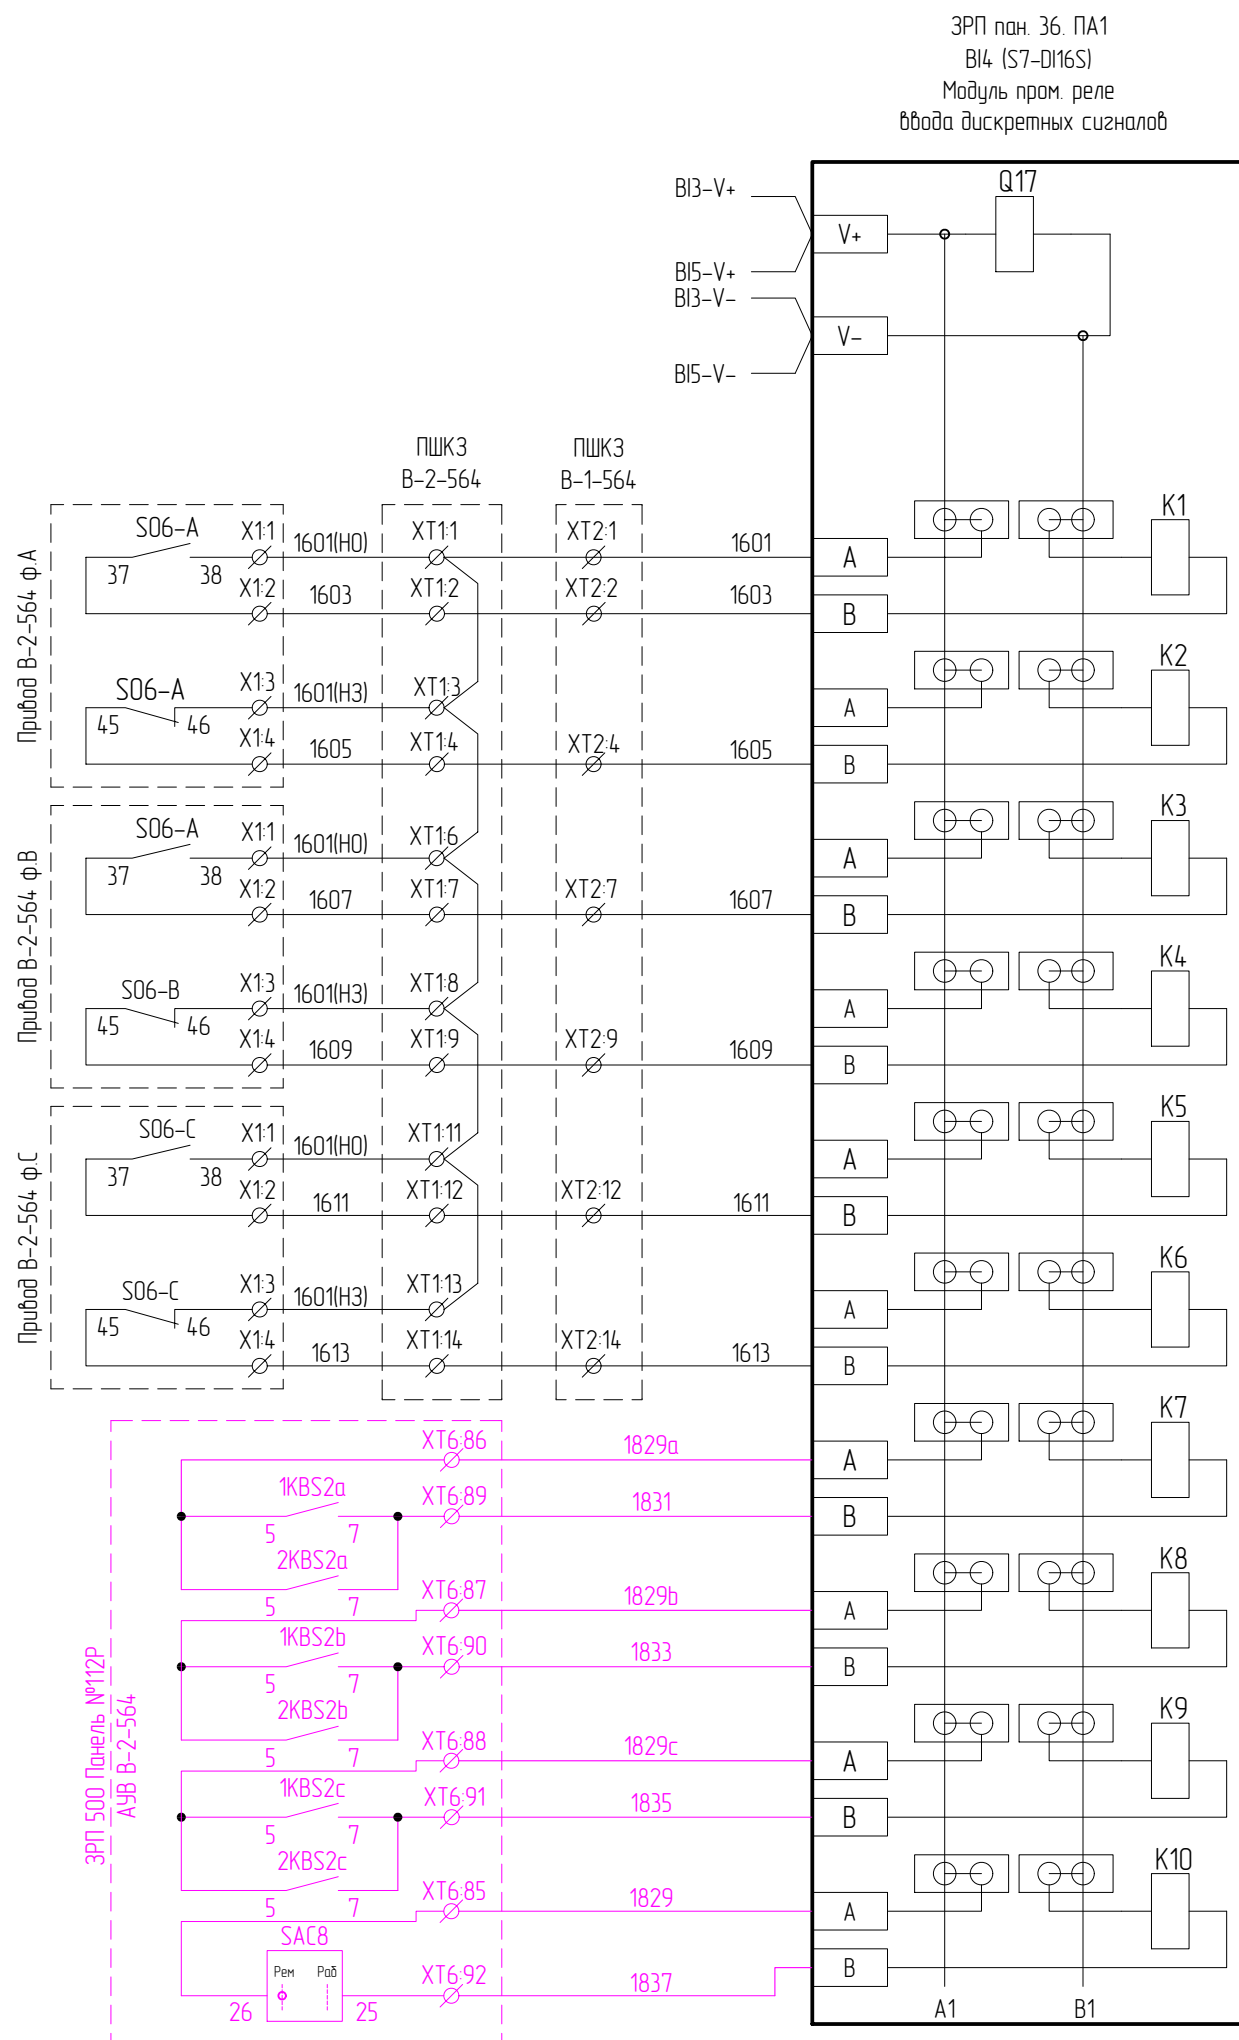 ЗРП пан. 36. ПА1
BI4 (S7-DI16S)
Модуль пром. реле
ввода дискретных сигналов
Q17
BI3-V+
V+
BI5-V+
BI3-V-
V-
BI5-V-
ПШКЗ
В-2-564
ПШКЗ
В-1-564
Привод В-2-564 ф.А
S06-A
37
38
X1:1
1601(НО)
XT1:1
XT2:1
1601
A
K1
X1:2
1603
XT1:2
XT2:2
1603
B
S06-A
45
46
X1:3
1601(НЗ)
XT1:3
A
K2
X1:4
1605
XT1:4
XT2:4
1605
B
Привод В-2-564 ф.В
S06-A
37
38
X1:1
1601(НО)
XT1:6
A
K3
X1:2
1607
XT1:7
XT2:7
1607
B
S06-B
45
46
X1:3
1601(НЗ)
XT1:8
A
K4
X1:4
1609
XT1:9
XT2:9
1609
B
Привод В-2-564 ф.С
S06-C
37
38
X1:1
1601(НО)
XT1:11
A
K5
X1:2
1611
XT1:12
XT2:12
1611
B
S06-C
45
46
X1:3
1601(НЗ)
XT1:13
A
K6
X1:4
1613
XT1:14
XT2:14
1613
B
ЗРП 500 Панель №112Р
АУВ В-2-564
XT6:86
1829a
A
K7
1KBS2a
5
7
XT6:89
1831
B
2KBS2a
5
7
XT6:87
1829b
A
K8
1KBS2b
5
7
XT6:90
1833
B
2KBS2b
5
7
XT6:88
1829c
A
K9
1KBS2c
5
7
XT6:91
1835
B
2KBS2c
5
7
XT6:85
1829
A
K10
SAC8
Рем
Раб
26
25
XT6:92
1837
B
A1
B1